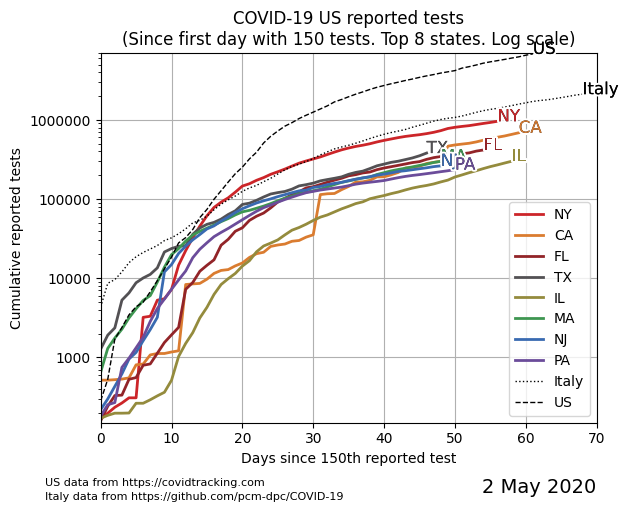 COVID-19 US reported tests
(Since first day with 150 tests. Top 8 states. Log scale)
US
Italy
NY
CA
TX
FL
MA
IL
NJ
PA
1000000
100000
10000
1000
Cumulative reported tests
NY
CA
FL
TX
IL
MA
NJ
PA
Italy
US
0 10 20 30 40 50 60 70
Days since 150th reported test
US data from https://covidtracking.com
Italy data from https://github.com/pcm-dpc/COVID-19
2 May 2020